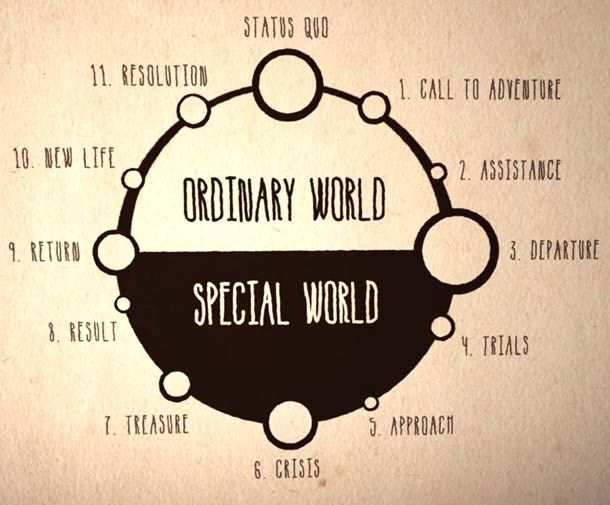 STATUS QUO
1. CALL TO ADVENTURE
2. ASSISTANCE
3. DEPARTURE
4. TRIALS
5. APPROACH
6. CRISIS
7. TREASURE
8. RESULT
9. RETURN
10. NEW LIFE
11. RESOLUTION
ORDINARY WORLD
SPECIAL WORLD